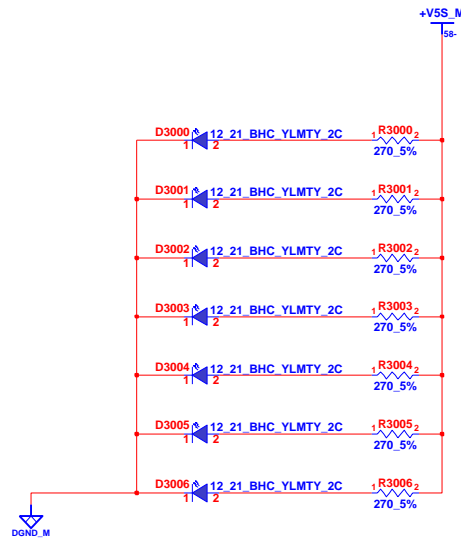 +V5S_M
58-
D3000 12_21_BHC_YLMTY_2C 1 R3000 2
1 2 270_5%
D3001 12_21_BHC_YLMTY_2C 1 R3001 2
1 2 270_5%
D3002 12_21_BHC_YLMTY_2C 1 R3002 2
1 2 270_5%
D3003 12_21_BHC_YLMTY_2C 1 R3003 2
1 2 270_5%
D3004 12_21_BHC_YLMTY_2C 1 R3004 2
1 2 270_5%
D3005 12_21_BHC_YLMTY_2C 1 R3005 2
1 2 270_5%
D3006 12_21_BHC_YLMTY_2C 1 R3006 2
1 2 270_5%
DGND_M